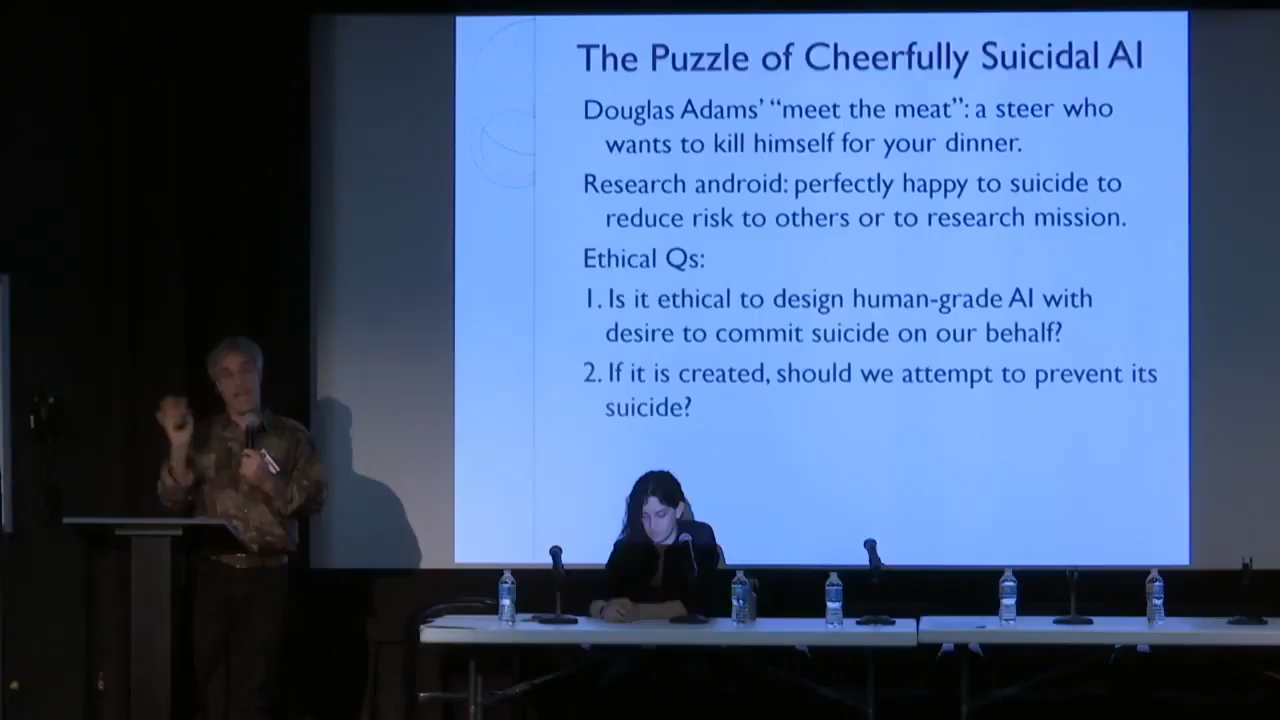 The Puzzle of Cheerfully Suicidal AI
Douglas Adams' “meet the meat”: a steer who
wants to kill himself for your dinner.
Research android: perfectly happy to suicide to
reduce risk to others or to research mission.
Ethical Qs:
1. Is it ethical to design human-grade AI with
desire to commit suicide on our behalf?
2. If it is created, should we attempt to prevent its
suicide?